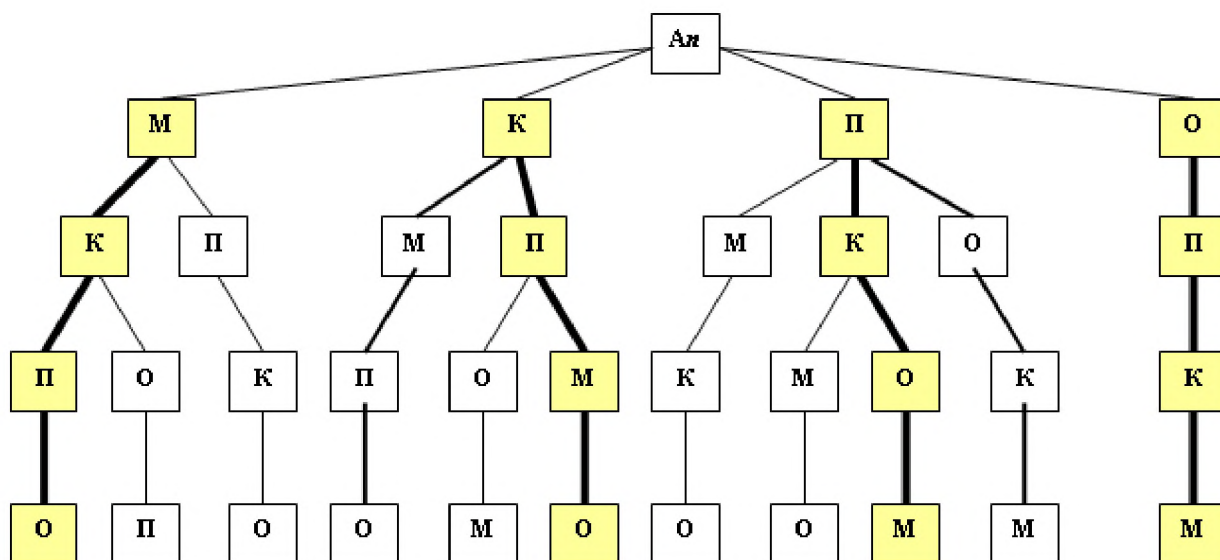 Ап
М К П О
К П М П М К О П
П О К П О М К М О К К
О П О О М О О О М М М